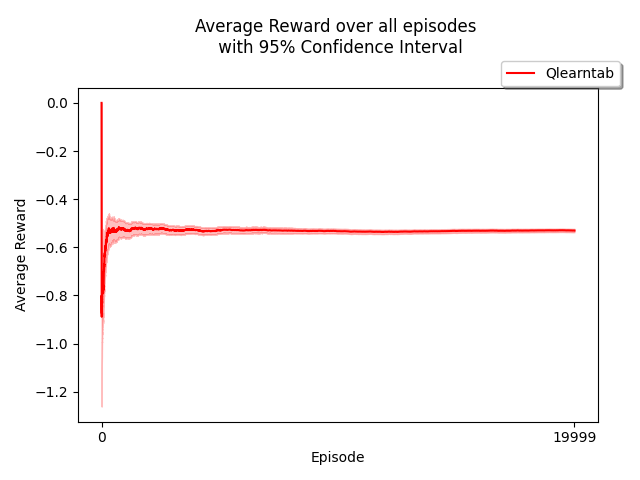 Average Reward over all episodes
with 95% Confidence Interval
Qlearntab
0.0
−0.2
−0.4
−0.6
−0.8
−1.0
−1.2
Average Reward
0
19999
Episode